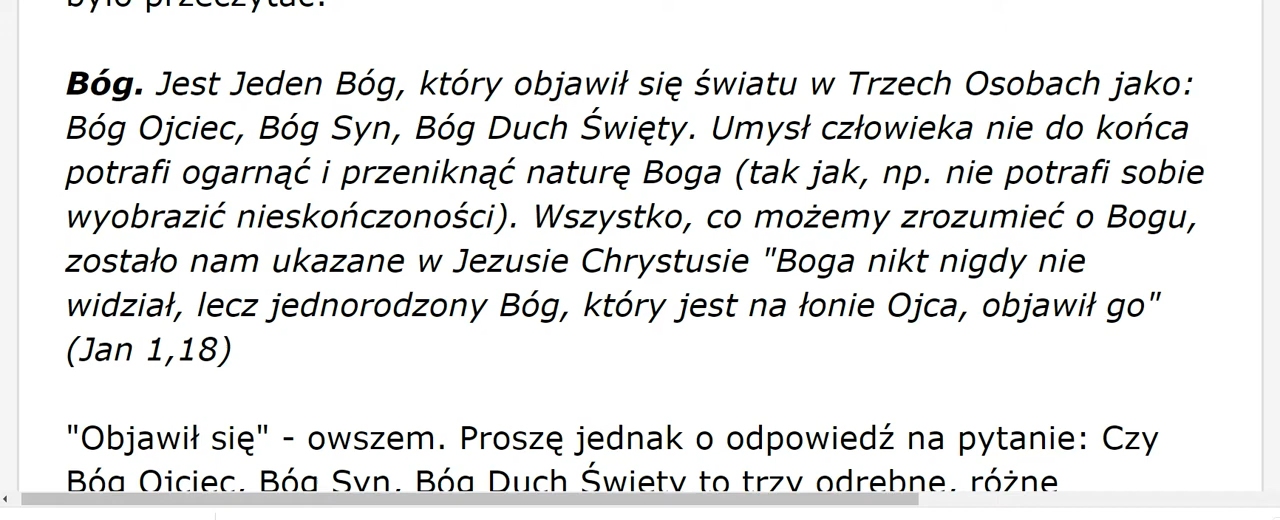 było przeczytać.
Bóg. Jest Jeden Bóg, który objawił się światu w Trzech Osobach jako:
Bóg Ojciec, Bóg Syn, Bóg Duch Święty. Umysł człowieka nie do końca
potrafi ogarnąć i przeniknąć naturę Boga (tak jak, np. nie potrafi sobie
wyobrazić nieskończoności). Wszystko, co możemy zrozumieć o Bogu,
zostało nam ukazane w Jezusie Chrystusie "Boga nikt nigdy nie
widział, lecz jednorodzony Bóg, który jest na łonie Ojca, objawił go"
(Jan 1,18)
"Objawił się" - owszem. Proszę jednak o odpowiedź na pytanie: Czy
Bóg Ojciec, Bóg Syn, Bóg Duch Święty to trzy odrębne, różne